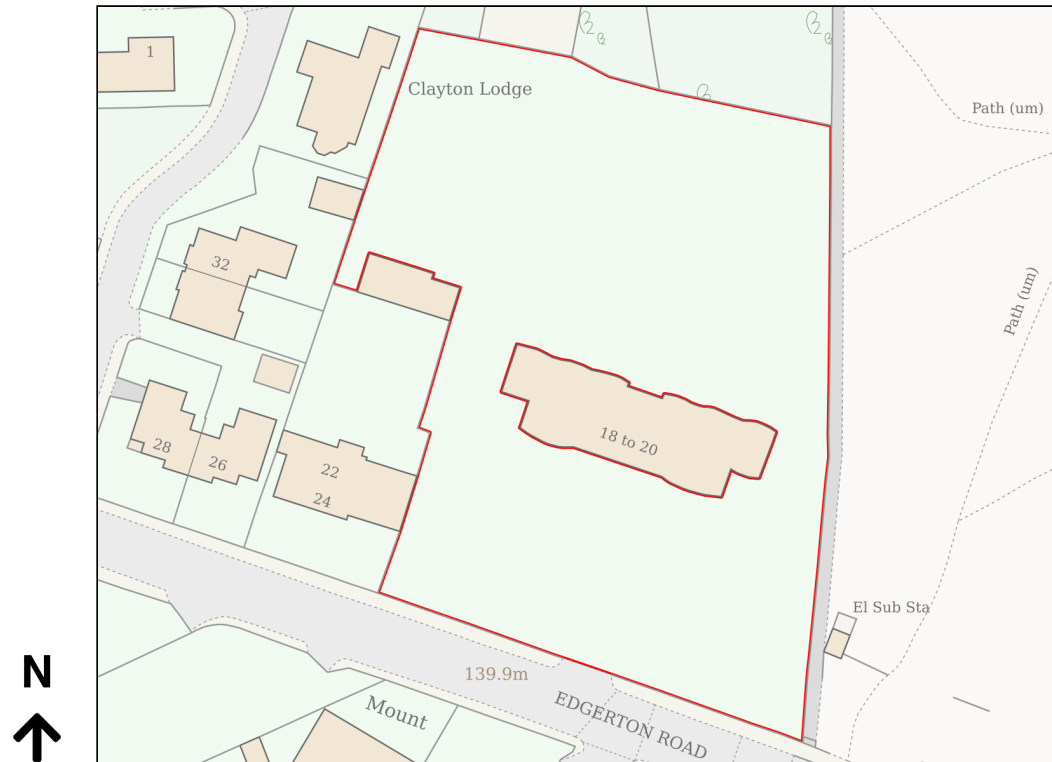 1
Clayton Lodge
Path (um)
32
Path (um)
28
26
22
24
18 to 20
El Sub Sta
139.9m
EDGERTON ROAD
Mount
N